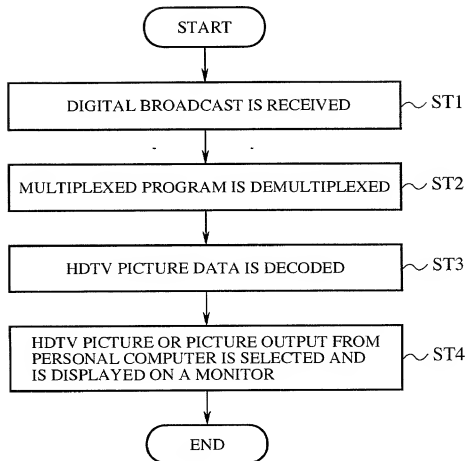 START
DIGITAL BROADCAST IS RECEIVED
ST1
MULTIPLEXED PROGRAM IS DEMULTIPLEXED
ST2
HDTV PICTURE DATA IS DECODED
ST3
HDTV PICTURE OR PICTURE OUTPUT FROM
PERSONAL COMPUTER IS SELECTED AND
IS DISPLAYED ON A MONITOR
ST4
END